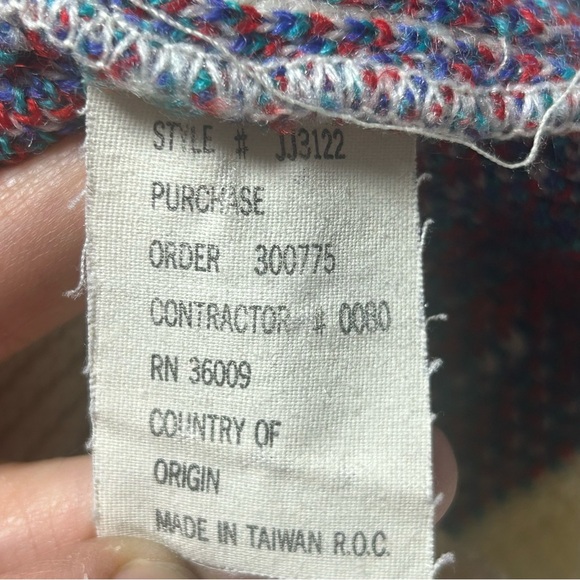 STYLE # JJ3122
PURCHASE
ORDER 300775
CONTRACTOR # 0080
RN 36009
COUNTRY OF
ORIGIN
MADE IN TAIWAN R.O.C.